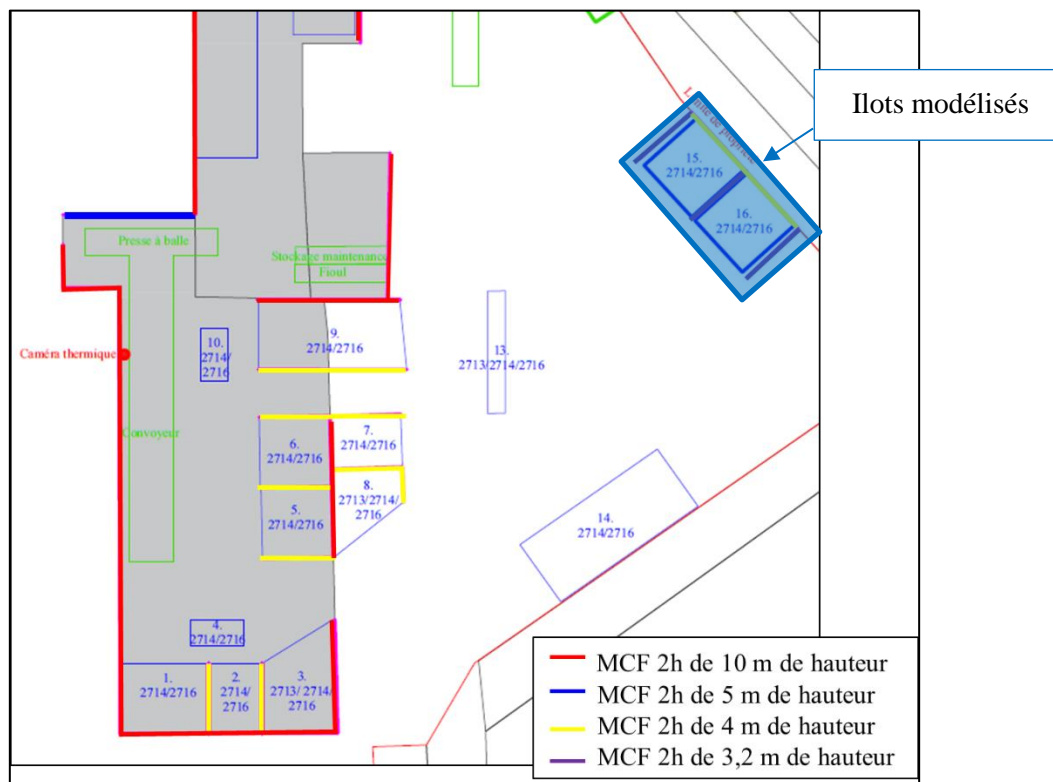 Ilots modélisés
Limite de propriété
15.
2714/2716
16.
2714/2716
Presse à balle
Stockage maintenance
Fioul
Caméra thermique
10.
2714/
2716
9.
2714/2716
13.
2713/2714/2716
Convoyeur
6.
2714/2716
7.
2714/2716
8.
2713/2714/
2716
5.
2714/2716
14.
2714/2716
4.
2714/2716
1.
2714/2716
2.
2714/
2716
3.
2713/ 2714/
2716
MCF 2h de 10 m de hauteur
MCF 2h de 5 m de hauteur
MCF 2h de 4 m de hauteur
MCF 2h de 3,2 m de hauteur